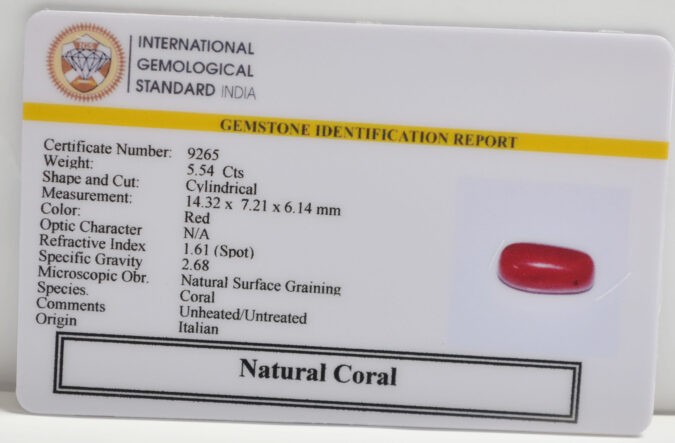 IGS
INTERNATIONAL
GEMOLOGICAL
STANDARD INDIA
GEMSTONE IDENTIFICATION REPORT
Certificate Number: 9265
Weight: 5.54 Cts
Shape and Cut: Cylindrical
Measurement: 14.32 x 7.21 x 6.14 mm
Color: Red
Optic Character N/A
Refractive Index 1.61 (Spot)
Specific Gravity 2.68
Microscopic Obr. Natural Surface Graining
Species. Coral
Comments Unheated/Untreated
Origin Italian
Natural Coral